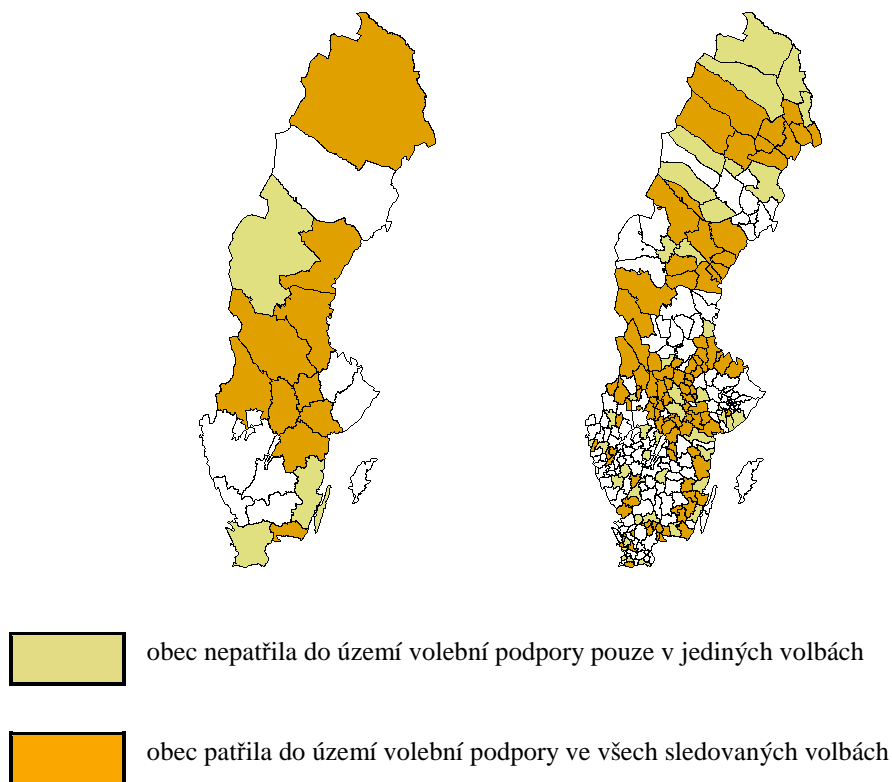 obec nepatřila do území volební podpory pouze v jediných volbách
obec patřila do území volební podpory ve všech sledovaných volbách